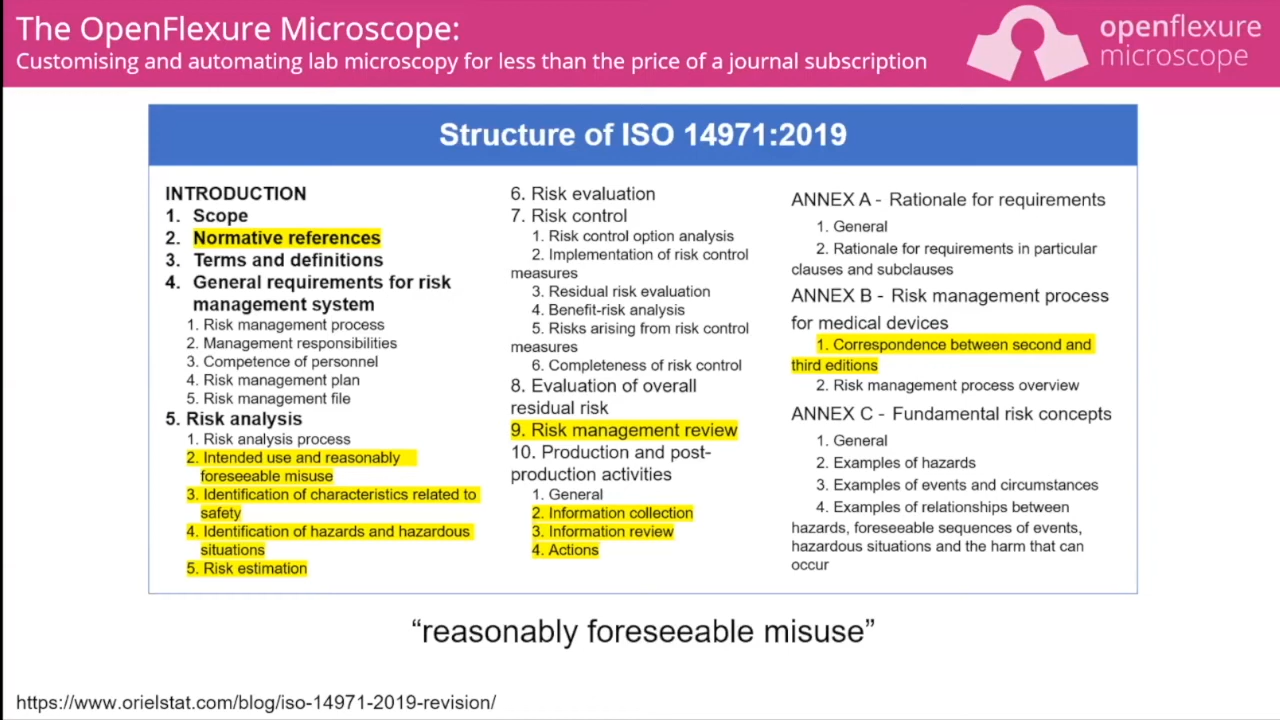 The OpenFlexure Microscope:
Customising and automating lab microscopy for less than the price of a journal subscription
openflexure
microscope
Structure of ISO 14971:2019
INTRODUCTION
1. Scope
2. Normative references
3. Terms and definitions
4. General requirements for risk
management system
1. Risk management process
2. Management responsibilities
3. Competence of personnel
4. Risk management plan
5. Risk management file
5. Risk analysis
1. Risk analysis process
2. Intended use and reasonably
foreseeable misuse
3. Identification of characteristics related to
safety
4. Identification of hazards and hazardous
situations
5. Risk estimation
6. Risk evaluation
7. Risk control
1. Risk control option analysis
2. Implementation of risk control
measures
3. Residual risk evaluation
4. Benefit-risk analysis
5. Risks arising from risk control
measures
6. Completeness of risk control
8. Evaluation of overall
residual risk
9. Risk management review
10. Production and post-
production activities
1. General
2. Information collection
3. Information review
4. Actions
ANNEX A - Rationale for requirements
1. General
2. Rationale for requirements in particular
clauses and subclauses
ANNEX B - Risk management process
for medical devices
1. Correspondence between second and
third editions
2. Risk management process overview
ANNEX C - Fundamental risk concepts
1. General
2. Examples of hazards
3. Examples of events and circumstances
4. Examples of relationships between
hazards, foreseeable sequences of events,
hazardous situations and the harm that can
occur
“reasonably foreseeable misuse”
https://www.orielstat.com/blog/iso-14971-2019-revision/